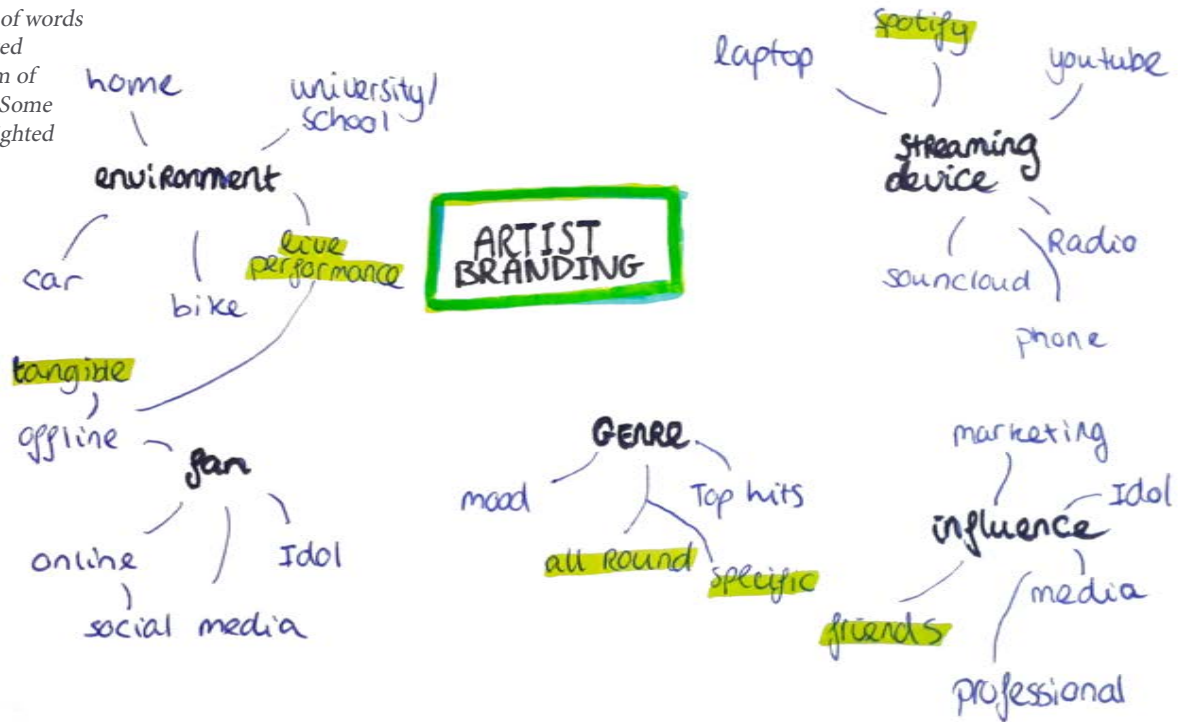 of words
ed
n of
Some
ghted
home
university/
school
environment
car
bike
live
performance
tangible
offline
fan
online
social media
Idol
ARTIST
BRANDING
spotify
laptop
youtube
streaming
device
Radio
souncloud
phone
GENRE
mood
Top hits
all Round
specific
marketing
Idol
influence
media
friends
professional